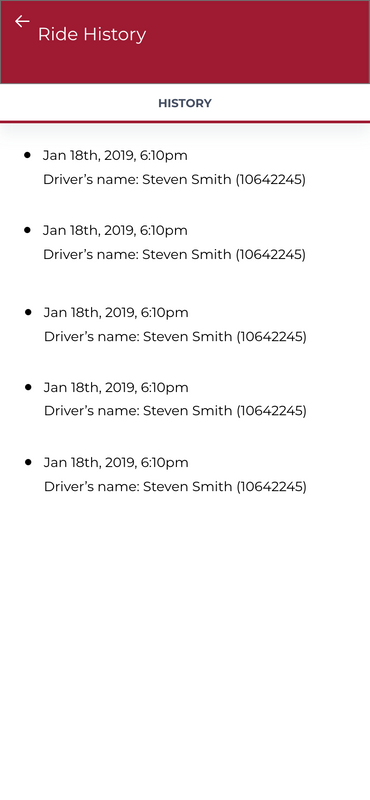 Ride History
HISTORY
Jan 18th, 2019, 6:10pm
Driver’s name: Steven Smith (10642245)
Jan 18th, 2019, 6:10pm
Driver’s name: Steven Smith (10642245)
Jan 18th, 2019, 6:10pm
Driver’s name: Steven Smith (10642245)
Jan 18th, 2019, 6:10pm
Driver’s name: Steven Smith (10642245)
Jan 18th, 2019, 6:10pm
Driver’s name: Steven Smith (10642245)